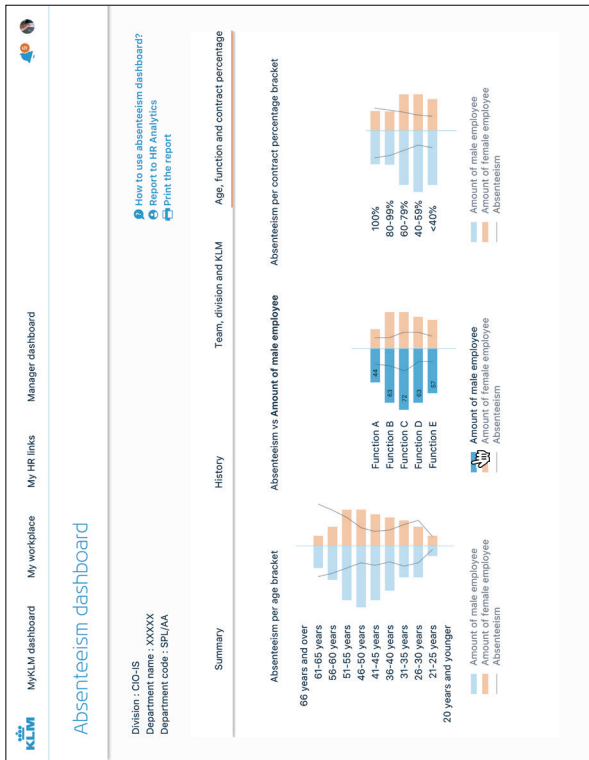 KLM
MyKLM dashboard
My workplace
My HR links
Manager dashboard
5
Absenteeism dashboard
Division : CIO-IS
Department name : XXXXX
Department code : SPL/AA
How to use absenteeism dashboard?
Report to HR Analytics
Print the report
Summary
History
Team, division and KLM
Age, function and contract percentage
Absenteeism per age bracket
66 years and over
61-65 years
56-60 years
51-55 years
46-50 years
41-45 years
36-40 years
31-35 years
26-30 years
21-25 years
20 years and younger
Amount of male employee
Amount of female employee
Absenteeism
Absenteeism vs Amount of male employee
Function A
44
Function B
63
Function C
72
Function D
63
Function E
57
Amount of male employee
Amount of female employee
Absenteeism
Absenteeism per contract percentage bracket
100%
80-99%
60-79%
40-59%
<40%
Amount of male employee
Amount of female employee
Absenteeism